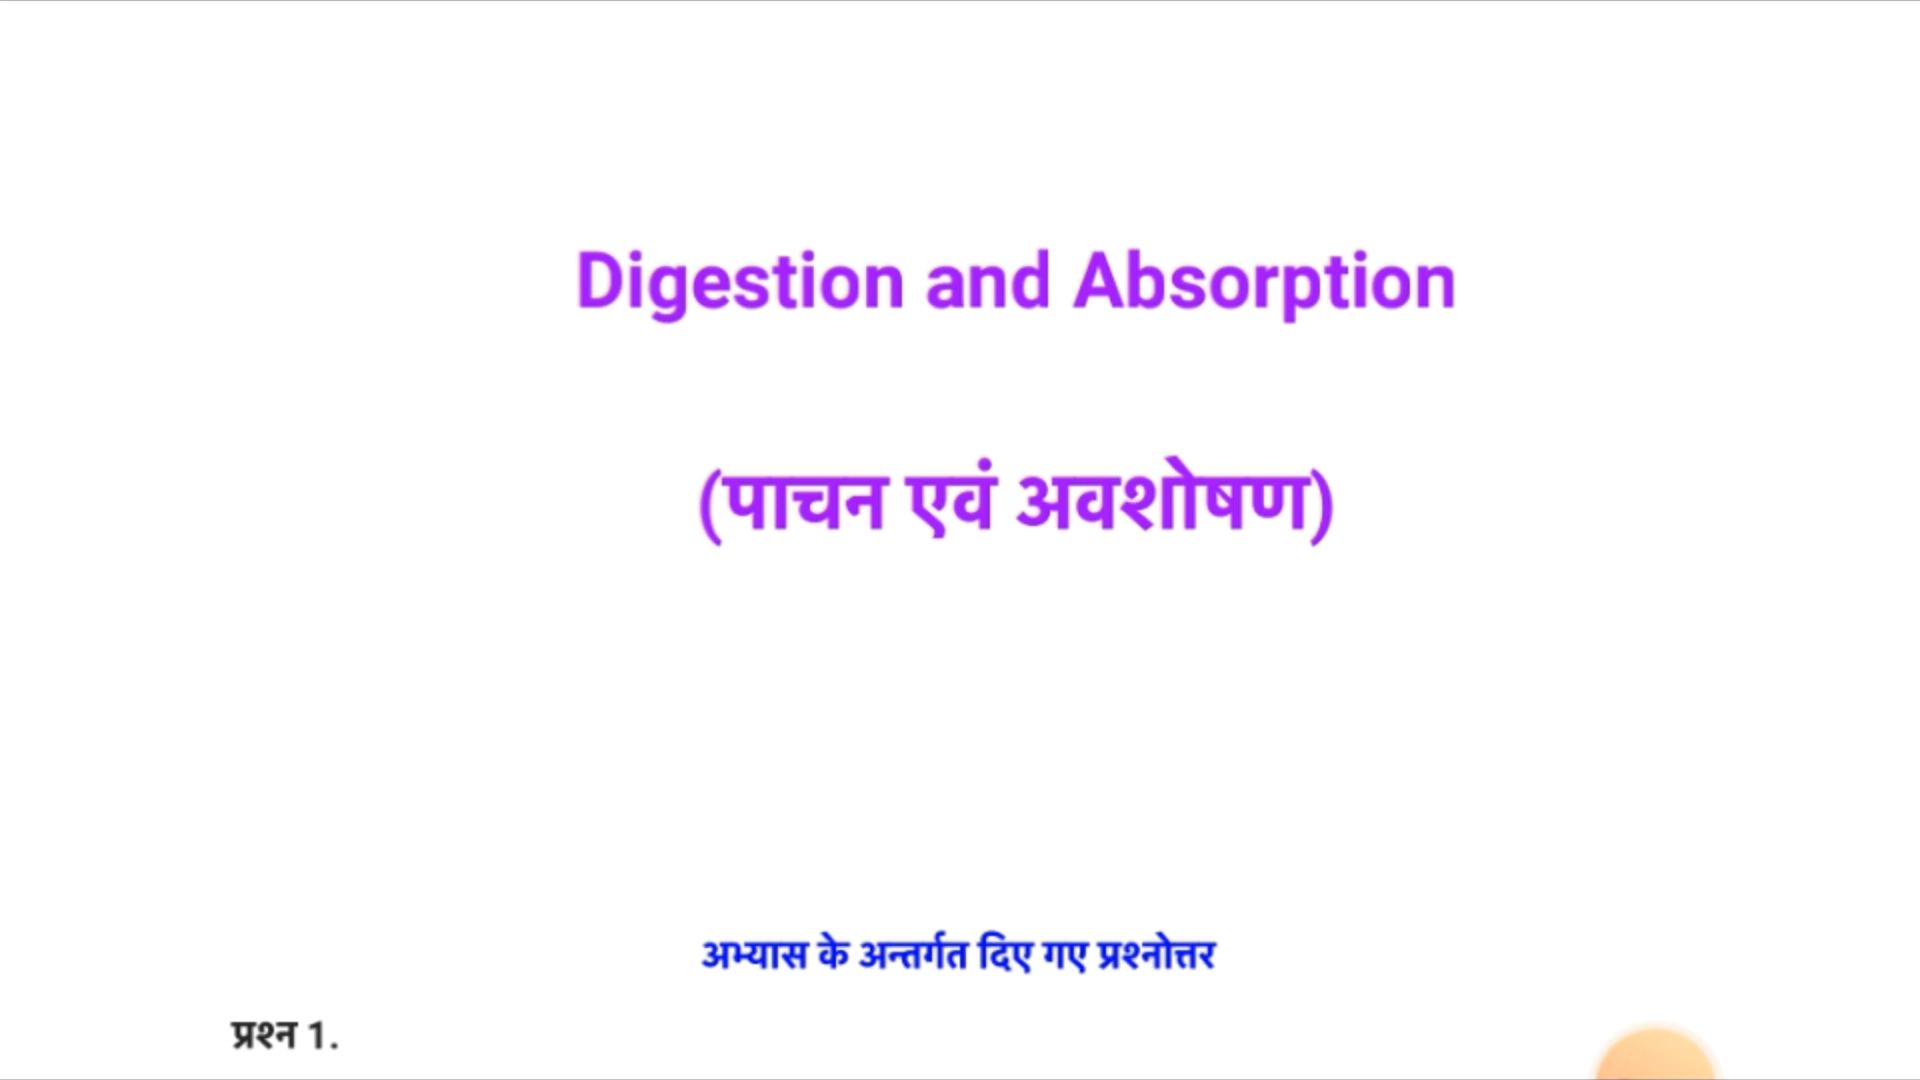 Digestion and Absorption
(पाचन एवं अवशोषण)
अभ्यास के अन्तर्गत दिए गए प्रश्नोत्तर
प्रश्न 1.